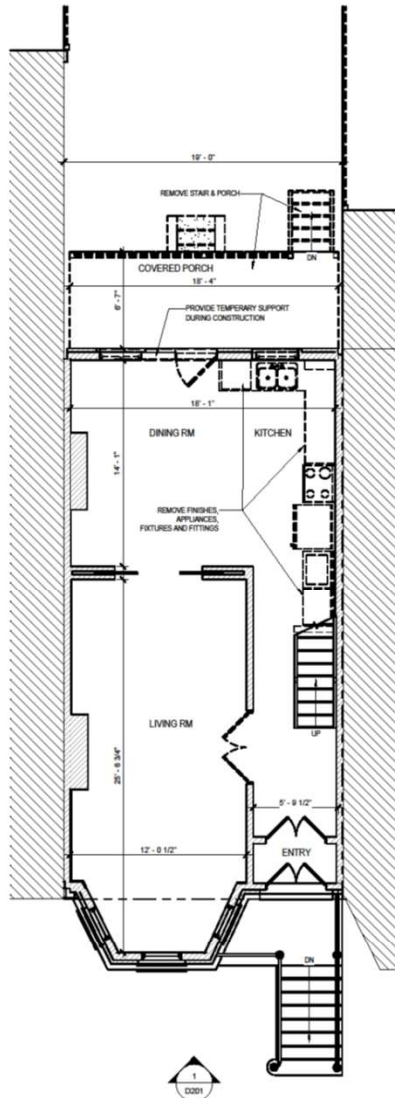 19' - 0"
REMOVE STAIR & PORCH
DN
COVERED PORCH
18' - 4"
6' - 7"
PROVIDE TEMPERARY SUPPORT
DURING CONSTRUCTION
18' - 1"
DINING RM
KITCHEN
14' - 1"
REMOVE FINISHES,
APPLIANCES,
FIXTURES AND FITTINGS
LIVING RM
UP
25' - 8 3/4"
5' - 9 1/2"
12' - 0 1/2"
ENTRY
DN
1
D201